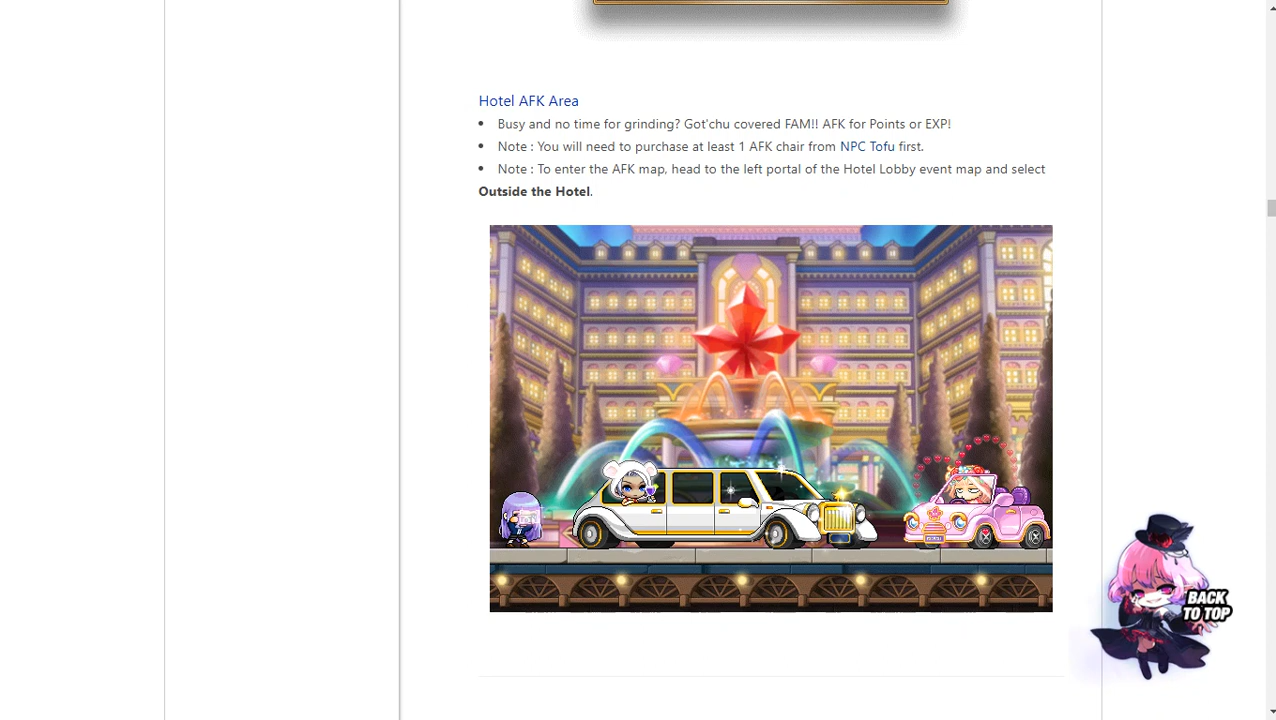 Hotel AFK Area
• Busy and no time for grinding? Got'chu covered FAM!! AFK for Points or EXP!
• Note : You will need to purchase at least 1 AFK chair from NPC Tofu first.
• Note : To enter the AFK map, head to the left portal of the Hotel Lobby event map and select
Outside the Hotel.
BACK
TO TOP